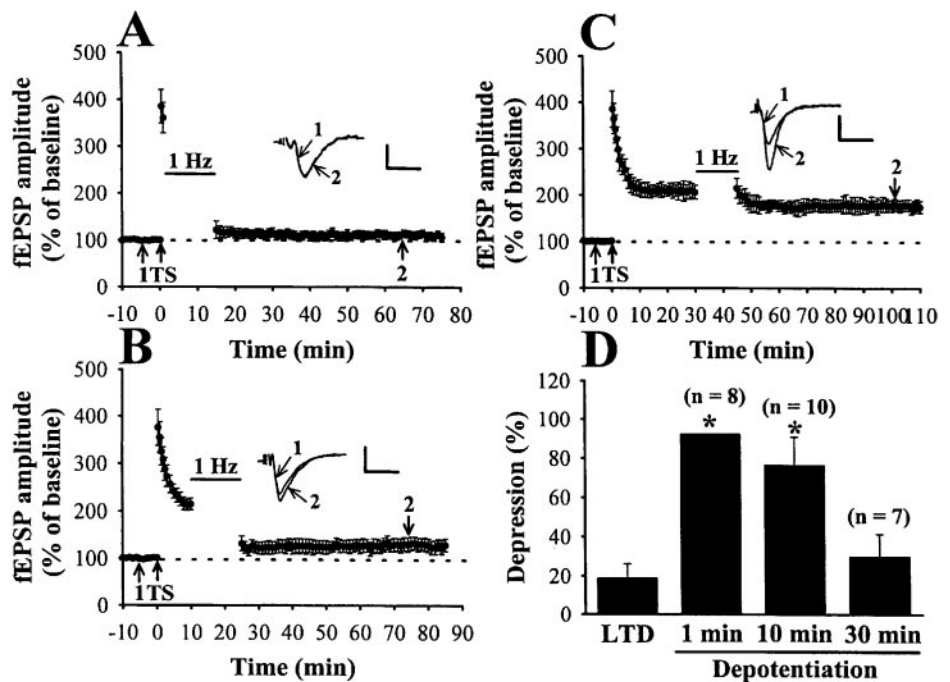 A
fEPSP amplitude
(% of baseline)
500
400
300
200
100
0
1 Hz
1
2
1TS
2
-10 0 10 20 30 40 50 60 70 80
Time (min)
B
fEPSP amplitude
(% of baseline)
500
400
300
200
100
0
1 Hz
1
2
2
1TS
-10 0 10 20 30 40 50 60 70 80 90
Time (min)
C
fEPSP amplitude
(% of baseline)
500
400
300
200
100
0
1 Hz
1
2
2
1TS
-10 0 10 20 30 40 50 60 70 80 90 100 110
Time (min)
D
Depression (%)
120
100
80
60
40
20
0
(n = 8)
*
(n = 10)
*
(n = 7)
LTD 1 min 10 min 30 min
Depotentiation